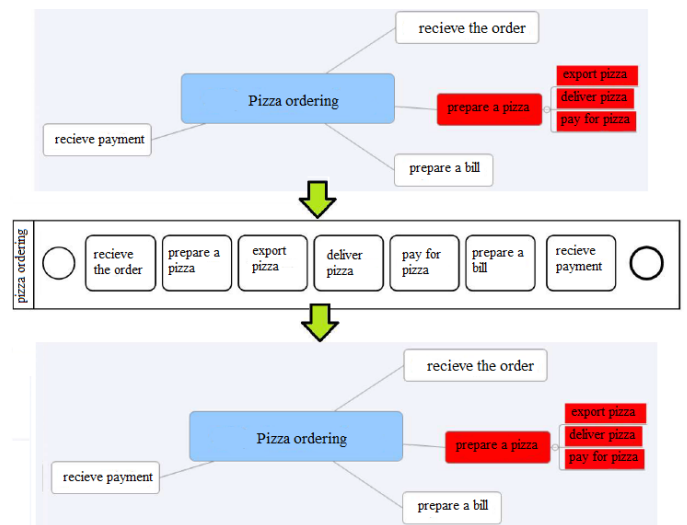 recieve the order
export pizza
Pizza ordering
deliver pizza
prepare a pizza
pay for pizza
recieve payment
prepare a bill
pizza ordering
recieve
the order
prepare a
pizza
export
pizza
deliver
pizza
pay for
pizza
prepare a
bill
recieve
payment
recieve the order
export pizza
Pizza ordering
deliver pizza
prepare a pizza
pay for pizza
recieve payment
prepare a bill